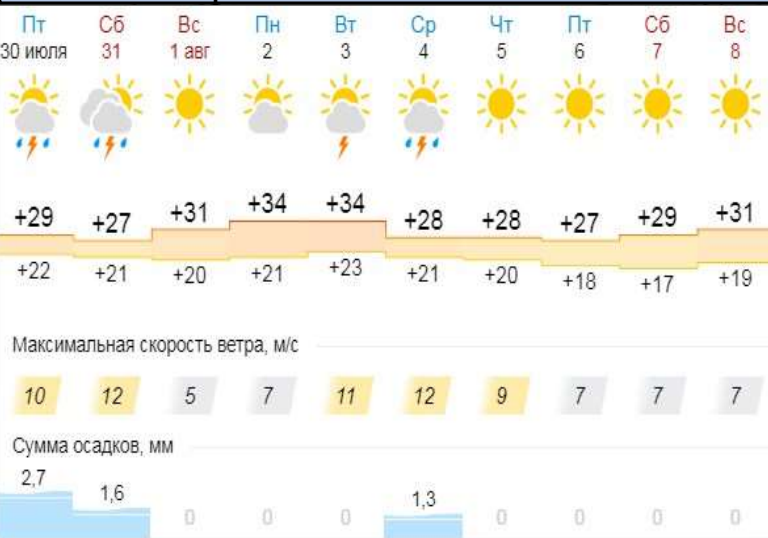 Пт Сб Вс Пн Вт Ср Чт Пт Сб Вс
30 июля 31 1 авг 2 3 4 5 6 7 8
+29 +27 +31 +34 +34 +28 +28 +27 +29 +31
+22 +21 +20 +21 +23 +21 +20 +18 +17 +19
Максимальная скорость ветра, м/с
10 12 5 7 11 12 9 7 7 7
Сумма осадков, мм
2,7 1,6 0 0 0 1,3 0 0 0 0